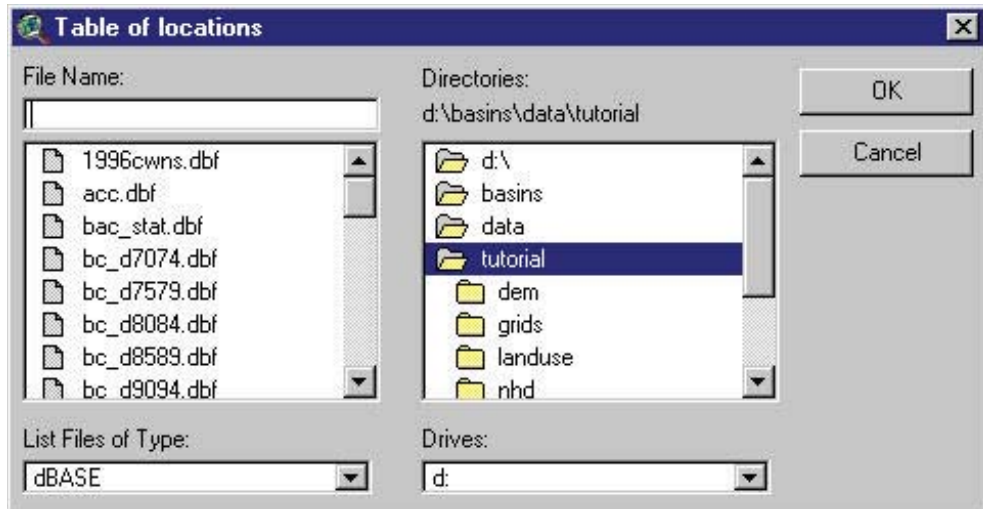 Table of locations
File Name:
1996cwns.dbf
acc.dbf
bac_stat.dbf
bc_d7074.dbf
bc_d7579.dbf
bc_d8084.dbf
bc_d8589.dbf
bc_d9094.dbf
List Files of Type:
dBASE
Directories:
d:\basins\data\tutorial
d:\
basins
data
tutorial
dem
grids
landuse
nhd
Drives:
d:
OK
Cancel